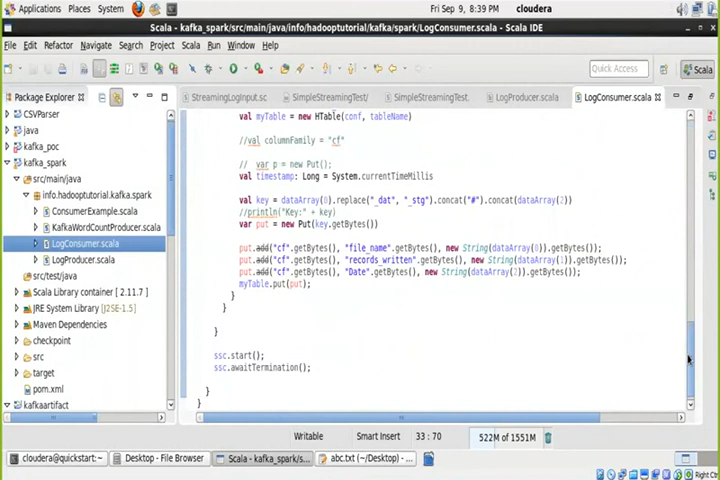 Applications Places System Fri Sep 9, 8:39 PM cloudera
Scala - kafka_spark/src/main/java/info/hadooptutorial/kafka/spark/LogConsumer.scala - Scala IDE
File Edit Refactor Navigate Search Project Scala Run Window Help
Quick Access Scala
Package Explorer
StreamingLogInput.sc SimpleStreamingTest/ SimpleStreamingTest. LogProducer.scala LogConsumer.scala
CSVParser
java
kafka_poc
kafka_spark
src/main/java
info.hadooptutorial.kafka.spark
ConsumerExample.scala
KafkaWordCountProducer.scala
LogConsumer.scala
LogProducer.scala
src/test/java
Scala Library container [ 2.11.7 ]
JRE System Library [J2SE-1.5]
Maven Dependencies
checkpoint
src
target
pom.xml
kafkaartifact
val myTable = new HTable(conf, tableName)
//val columnFamily = "cf"
// var p = new Put();
val timestamp: Long = System.currentTimeMillis
val key = dataArray(0).replace("_dat", "_stg").concat("#").concat(dataArray(2))
//println("Key:" + key)
var put = new Put(key.getBytes())
put.add("cf".getBytes(), "file_name".getBytes(), new String(dataArray(0)).getBytes());
put.add("cf".getBytes(), "records_written".getBytes(), new String(dataArray(1)).getBytes());
put.add("cf".getBytes(), "Date".getBytes(), new String(dataArray(2)).getBytes());
myTable.put(put);
}
}
}
ssc.start();
ssc.awaitTermination();
}
}
Writable Smart Insert 33 : 70 522M of 1551M
cloudera@quickstart:~ Desktop - File Browser Scala - kafka_spark/s... abc.txt (~/Desktop) - ...
Right Ctr